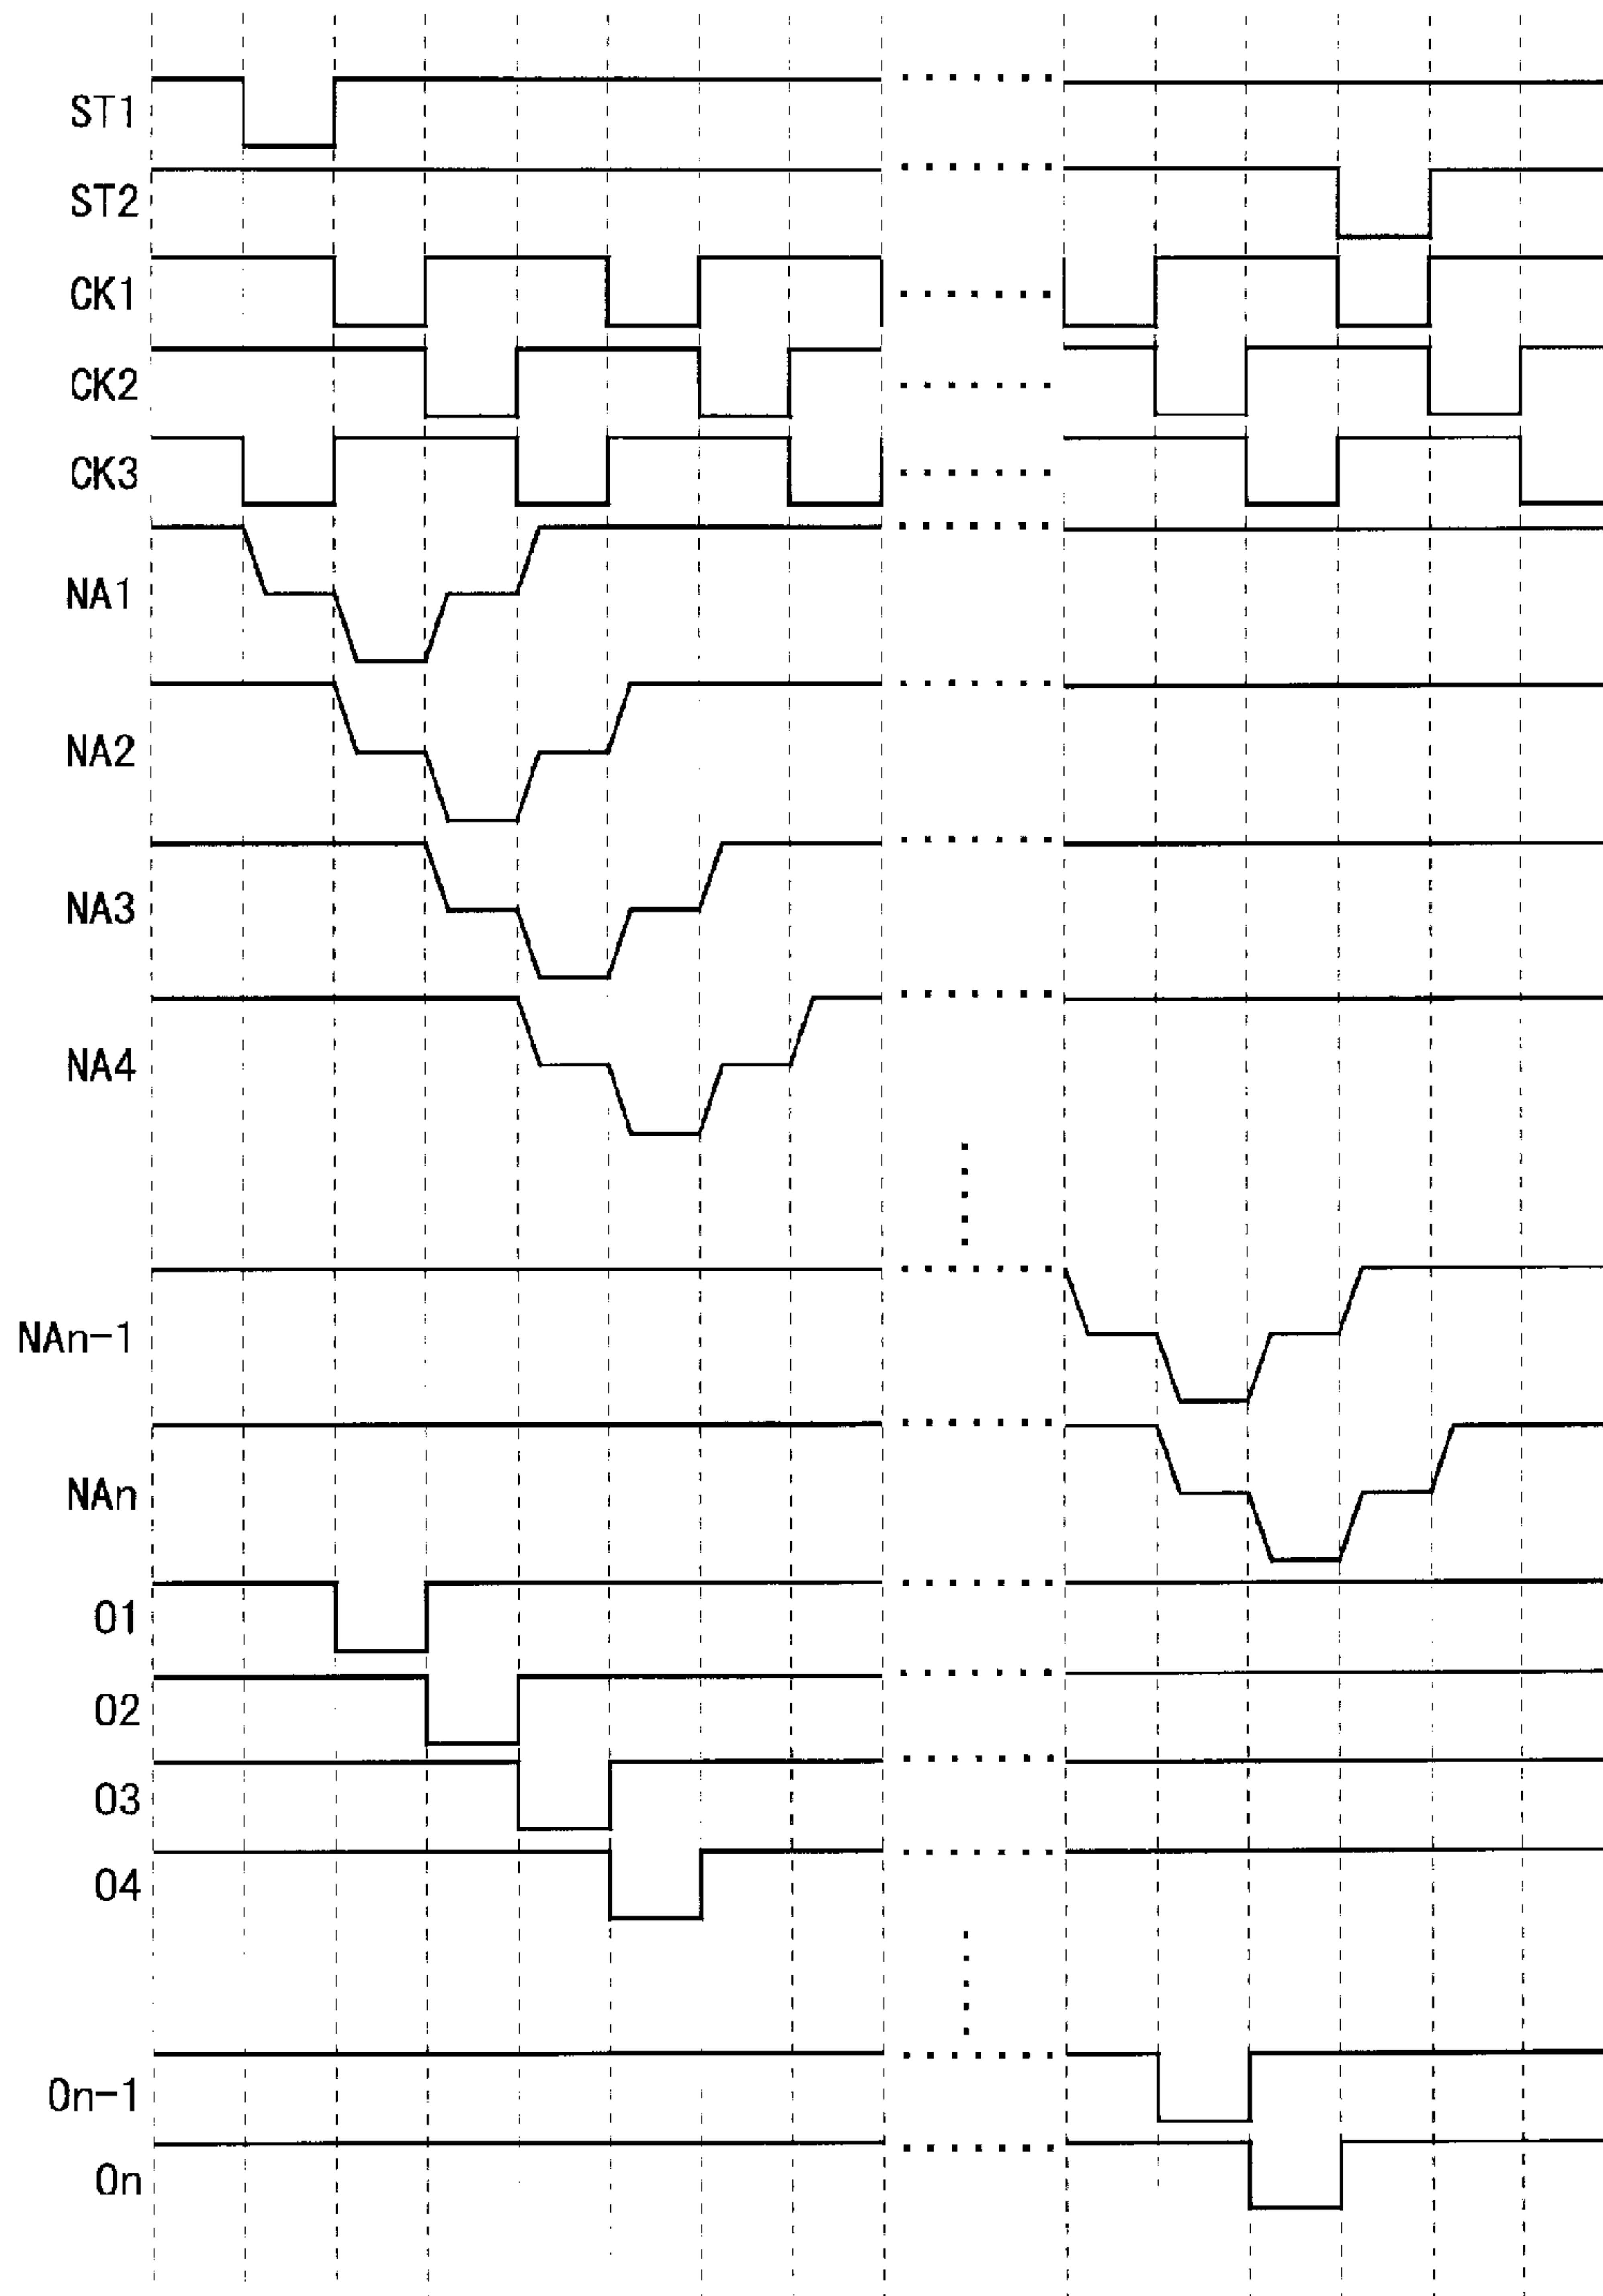 ST1
ST2
CK1
CK2
CK3
NA1
NA2
NA3
NA4
NAn-1
NAn
O1
O2
O3
O4
On-1
On